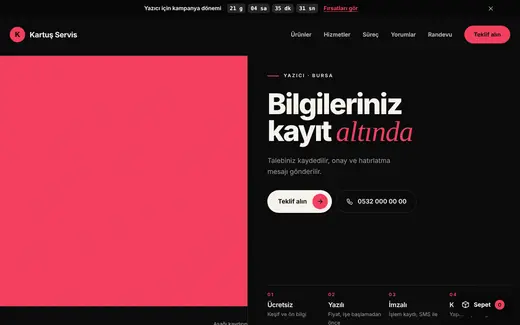 Yazıcı için kampanya dönemi 21 g 04 sa 35 dk 31 sn Fırsatları gör
K Kartuş Servis
Ürünler Hizmetler Süreç Yorumlar Randevu Teklif alın
YAZICI · BURSA
Bilgileriniz
kayıt altında
Talebiniz kaydedilir, onay ve hatırlatma
mesajı gönderilir.
Teklif alın
0532 000 00 00
01 02 03 04
Ücretsiz Yazılı İmzalı K
Keşif ve ön bilgi Fiyat, işe başlamadan İşlem kaydı, SMS ile
önce
Sepet 0